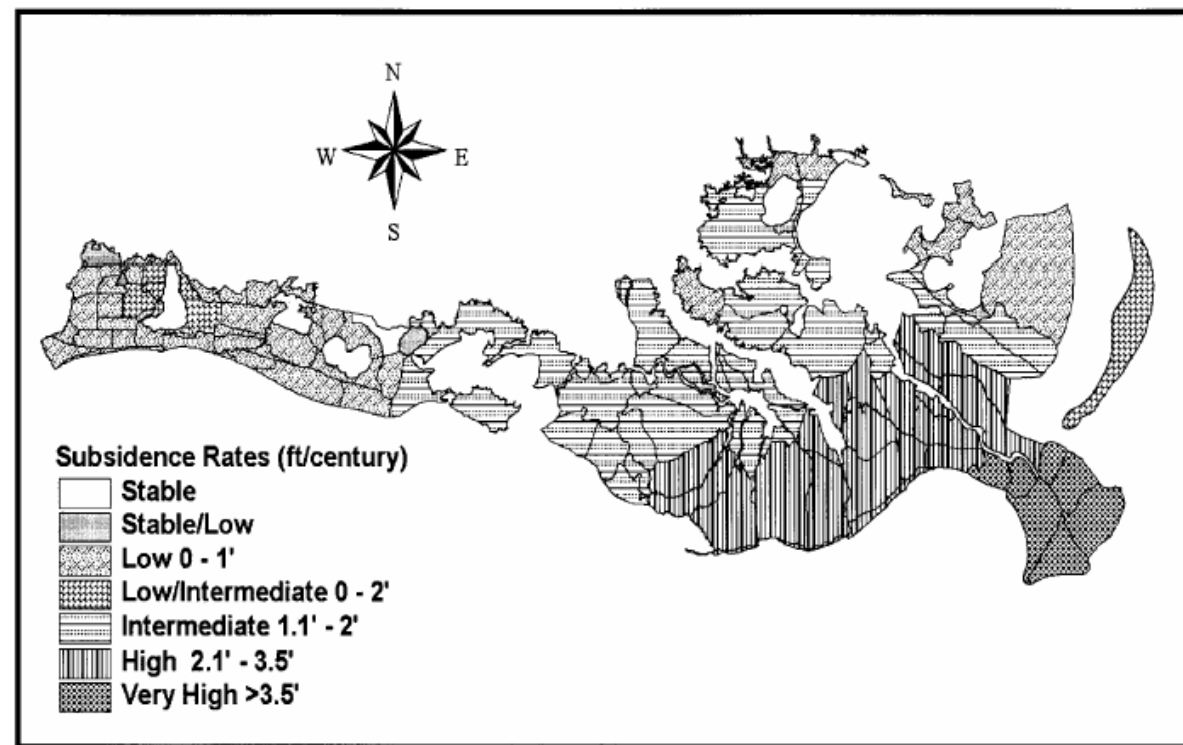 N
W E
S
Subsidence Rates (ft/century)
Stable
Stable/Low
Low 0 - 1'
Low/Intermediate 0 - 2'
Intermediate 1.1' - 2'
High 2.1' - 3.5'
Very High >3.5'